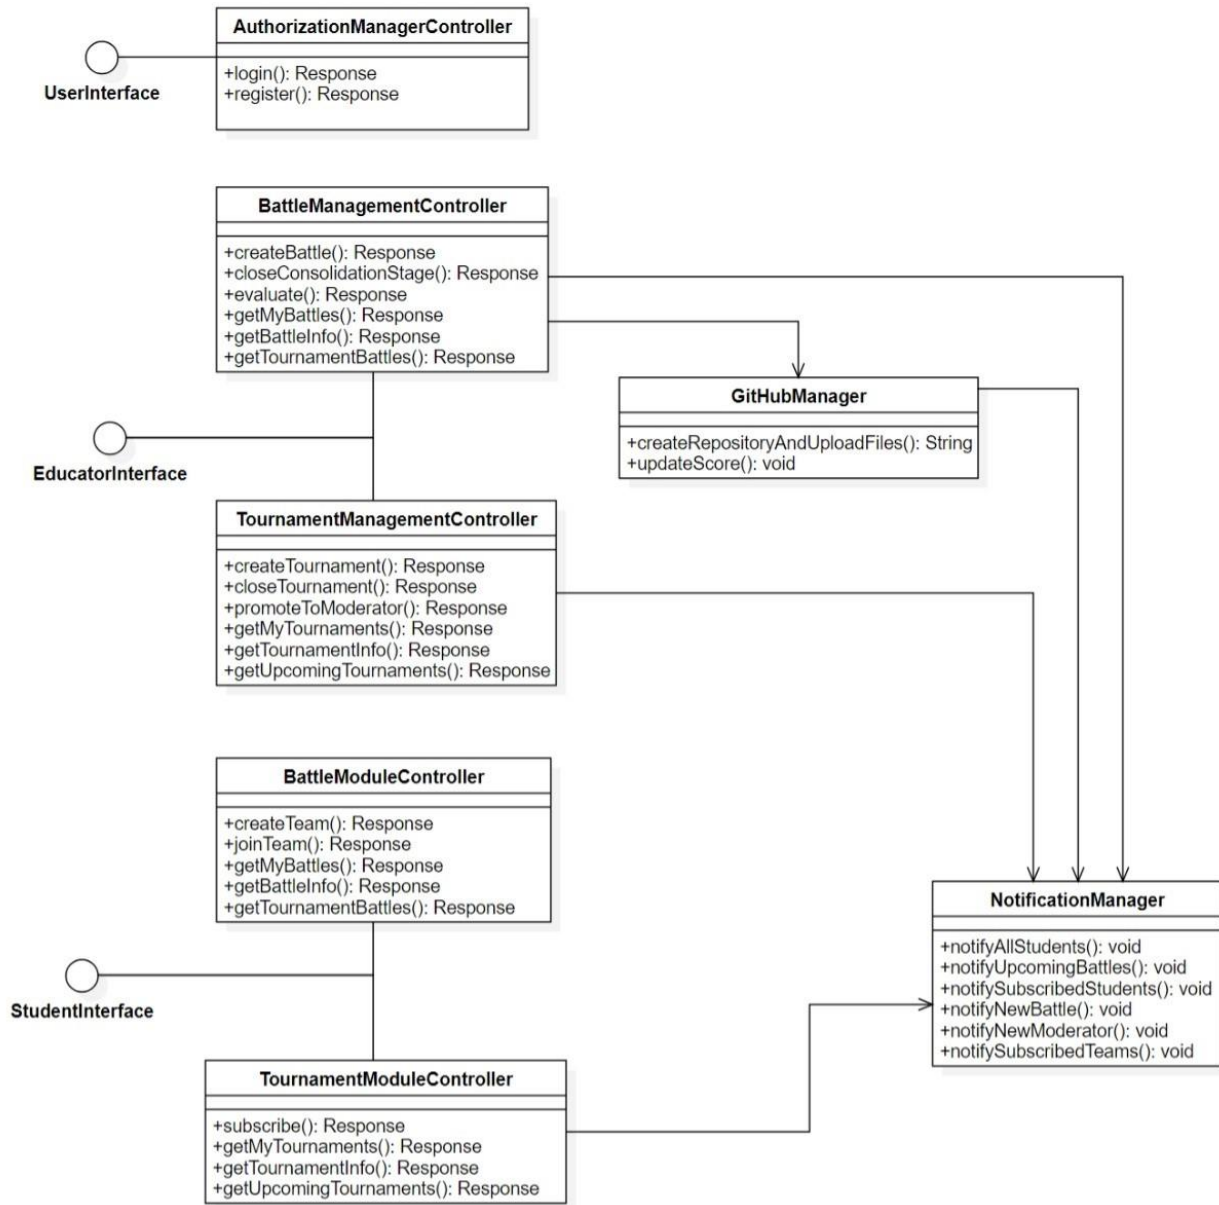 AuthorizationManagerController
+login(): Response
+register(): Response
UserInterface
BattleManagementController
+createBattle(): Response
+closeConsolidationStage(): Response
+evaluate(): Response
+getMyBattles(): Response
+getBattleInfo(): Response
+getTournamentBattles(): Response
GitHubManager
+createRepositoryAndUploadFiles(): String
+updateScore(): void
EducatorInterface
TournamentManagementController
+createTournament(): Response
+closeTournament(): Response
+promoteToModerator(): Response
+getMyTournaments(): Response
+getTournamentInfo(): Response
+getUpcomingTournaments(): Response
BattleModuleController
+createTeam(): Response
+joinTeam(): Response
+getMyBattles(): Response
+getBattleInfo(): Response
+getTournamentBattles(): Response
NotificationManager
+notifyAllStudents(): void
+notifyUpcomingBattles(): void
+notifySubscribedStudents(): void
+notifyNewBattle(): void
+notifyNewModerator(): void
+notifySubscribedTeams(): void
StudentInterface
TournamentModuleController
+subscribe(): Response
+getMyTournaments(): Response
+getTournamentInfo(): Response
+getUpcomingTournaments(): Response